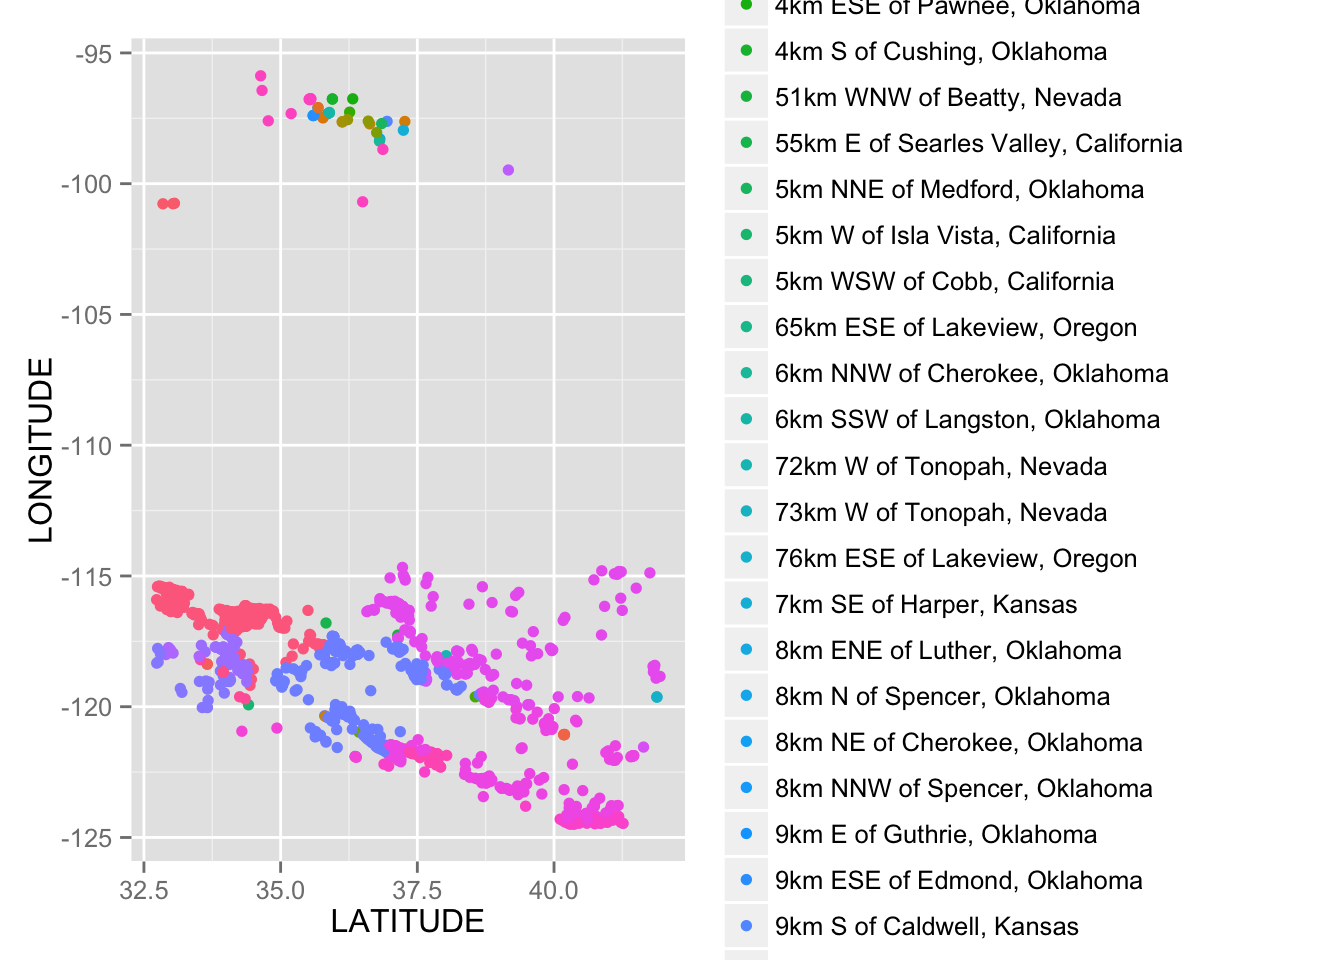 4km ESE of Pawnee, Oklahoma
4km S of Cushing, Oklahoma
51km WNW of Beatty, Nevada
55km E of Searles Valley, California
5km NNE of Medford, Oklahoma
5km W of Isla Vista, California
5km WSW of Cobb, California
65km ESE of Lakeview, Oregon
6km NNW of Cherokee, Oklahoma
6km SSW of Langston, Oklahoma
72km W of Tonopah, Nevada
73km W of Tonopah, Nevada
76km ESE of Lakeview, Oregon
7km SE of Harper, Kansas
8km ENE of Luther, Oklahoma
8km N of Spencer, Oklahoma
8km NE of Cherokee, Oklahoma
8km NNW of Spencer, Oklahoma
9km E of Guthrie, Oklahoma
9km ESE of Edmond, Oklahoma
9km S of Caldwell, Kansas
-95
-100
-105
-110
-115
-120
-125
LONGITUDE
32.5 35.0 37.5 40.0
LATITUDE